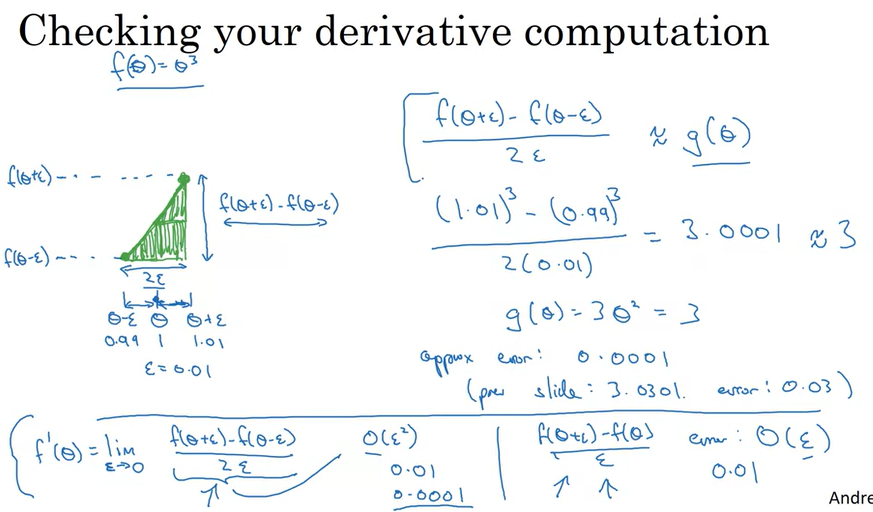 Checking your derivative computation
f(θ) = θ³
f(θ+ε)
f(θ-ε)
f(θ+ε) - f(θ-ε)
2ε
θ-ε θ θ+ε
0.99 1 1.01
ε = 0.01
f(θ+ε) - f(θ-ε)
2ε
≈ g(θ)
(1.01)³ - (0.99)³
2(0.01)
= 3.0001 ≈ 3
g(θ) = 3θ² = 3
approx error: 0.0001
(prev slide: 3.0301. error: 0.03)
f'(θ) = lim ε→0
f(θ+ε) - f(θ-ε)
2ε
O(ε²)
0.01
0.0001
f(θ+ε) - f(θ)
ε
error: O(ε)
0.01
Andre